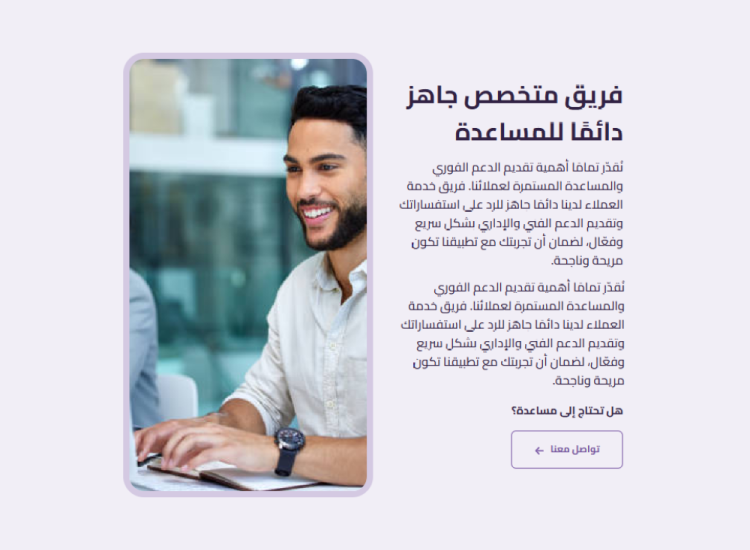 فريق متخصص جاهز
دائمًا للمساعدة
نُقدّر تمامًا أهمية تقديم الدعم الفوري
والمساعدة المستمرة لعملائنا. فريق خدمة
العملاء لدينا دائمًا جاهز للرد على استفساراتك
وتقديم الدعم الفني والإداري بشكل سريع
وفعّال، لضمان أن تجربتك مع تطبيقنا تكون
مريحة وناجحة.
نُقدّر تمامًا أهمية تقديم الدعم الفوري
والمساعدة المستمرة لعملائنا. فريق خدمة
العملاء لدينا دائمًا جاهز للرد على استفساراتك
وتقديم الدعم الفني والإداري بشكل سريع
وفعّال، لضمان أن تجربتك مع تطبيقنا تكون
مريحة وناجحة.
هل تحتاج إلى مساعدة؟
تواصل معنا ←